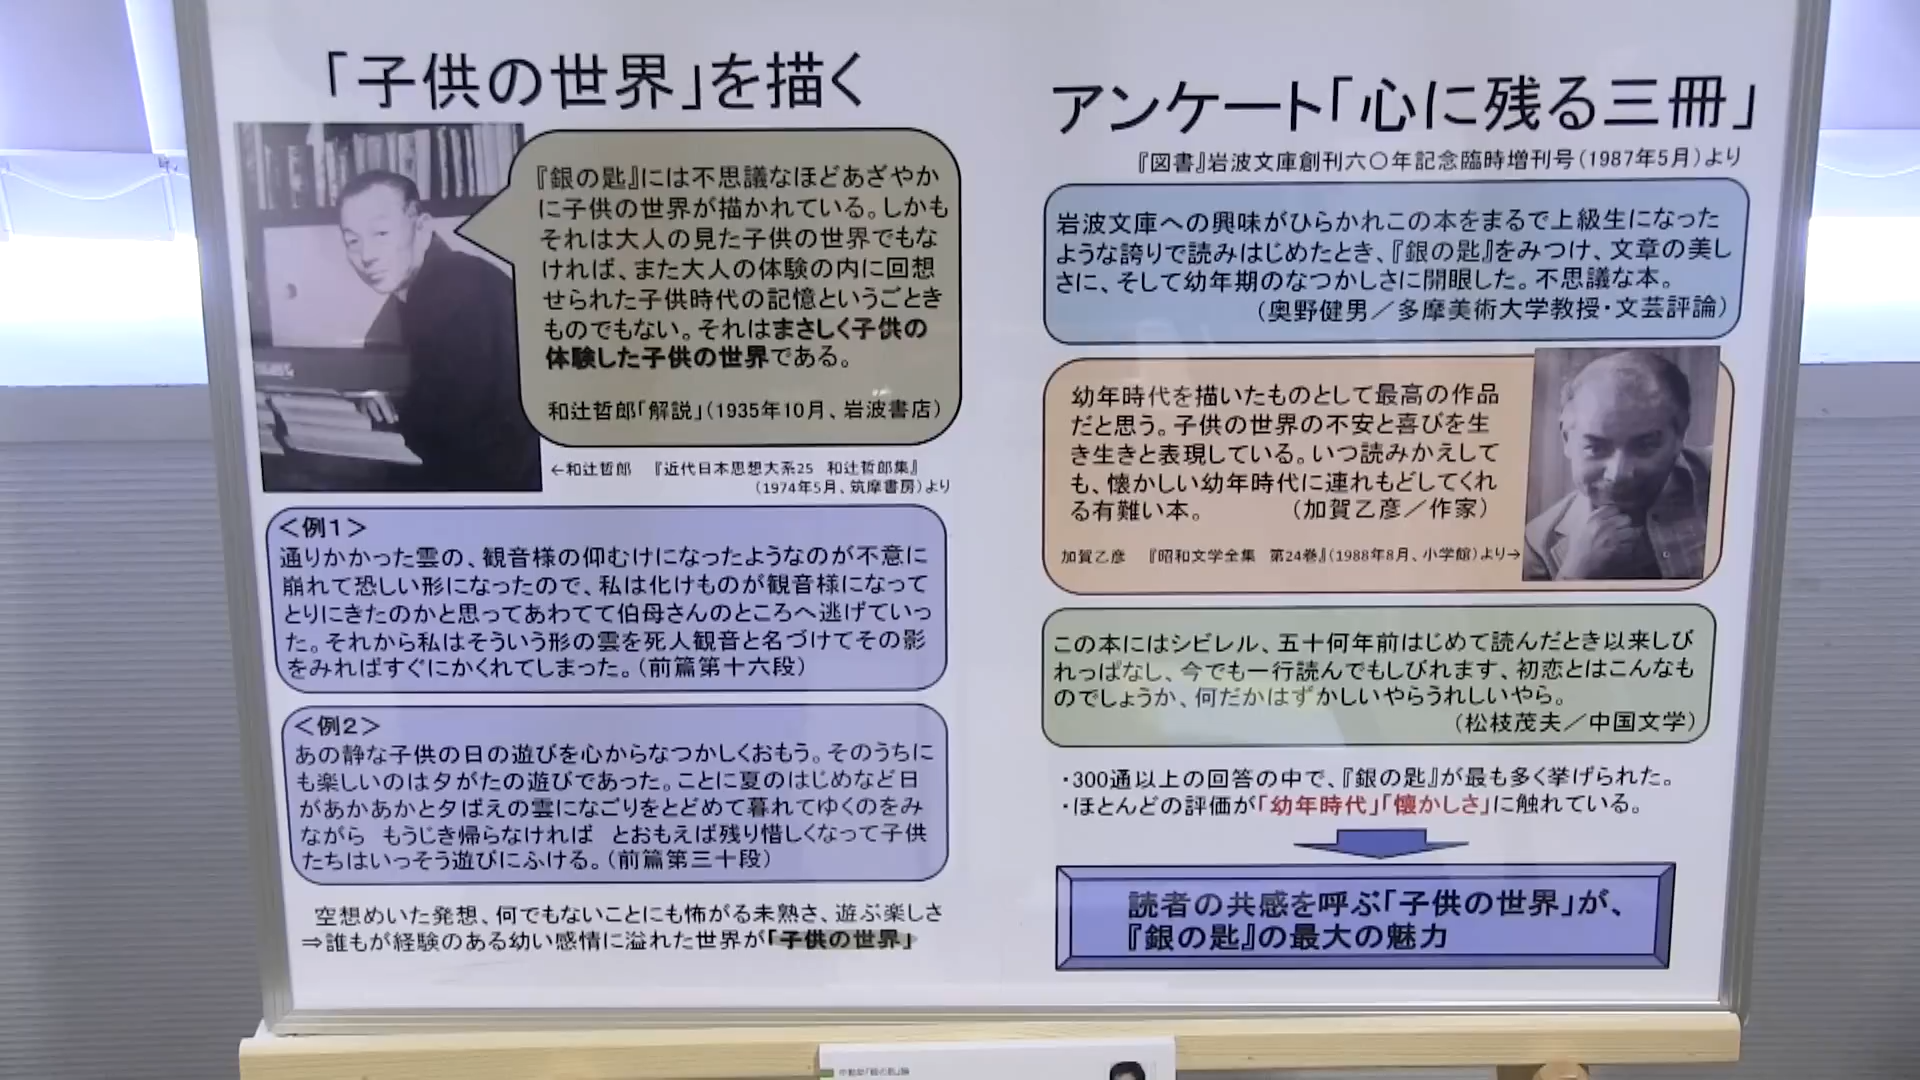 「子供の世界」を描く
『銀の匙』には不思議なほどあざやか
に子供の世界が描かれている。しかも
それは大人の見た子供の世界でもな
ければ、また大人の体験の内に回想
せられた子供時代の記憶というごとき
ものでもない。それはまさしく子供の
体験した子供の世界である。
和辻哲郎「解説」(1935年10月、岩波書店)
←和辻哲郎 『近代日本思想大系25 和辻哲郎集』
(1974年5月、筑摩書房)より
＜例1＞
通りかかった雲の、観音様の仰むけになったようなのが不意に
崩れて恐しい形になったので、私は化けものが観音様になって
とりにきたのかと思ってあわてて伯母さんのところへ逃げていっ
た。それから私はそういう形の雲を死人観音と名づけてその影
をみればすぐにかくれてしまった。(前篇第十六段)
＜例2＞
あの静な子供の日の遊びを心からなつかしくおもう。そのうちに
も楽しいのは夕がたの遊びであった。ことに夏のはじめなど日
があかあかと夕ばえの雲になごりをとどめて暮れてゆくのをみ
ながら もうじき帰らなければ とおもえば残り惜しくなって子供
たちはいっそう遊びにふける。(前篇第三十段)
空想めいた発想、何でもないことにも怖がる未熟さ、遊ぶ楽しさ
⇒誰もが経験のある幼い感情に溢れた世界が「子供の世界」
アンケート「心に残る三冊」
『図書』岩波文庫創刊六〇年記念臨時増刊号(1987年5月)より
岩波文庫への興味がひらかれこの本をまるで上級生になった
ような誇りで読みはじめたとき、『銀の匙』をみつけ、文章の美し
さに、そして幼年期のなつかしさに開眼した。不思議な本。
(奥野健男／多摩美術大学教授・文芸評論)
幼年時代を描いたものとして最高の作品
だと思う。子供の世界の不安と喜びを生
き生きと表現している。いつ読みかえして
も、懐かしい幼年時代に連れもどしてくれ
る有難い本。 (加賀乙彦／作家)
加賀乙彦 『昭和文学全集 第24巻』(1988年8月、小学館)より→
この本にはシビレル、五十何年前はじめて読んだとき以来しび
れっぱなし、今でも一行読んでもしびれます、初恋とはこんなも
のでしょうか、何だかはずかしいやらうれしいやら。
(松枝茂夫／中国文学)
・300通以上の回答の中で、『銀の匙』が最も多く挙げられた。
・ほとんどの評価が「幼年時代」「懐かしさ」に触れている。
読者の共感を呼ぶ「子供の世界」が、
『銀の匙』の最大の魅力